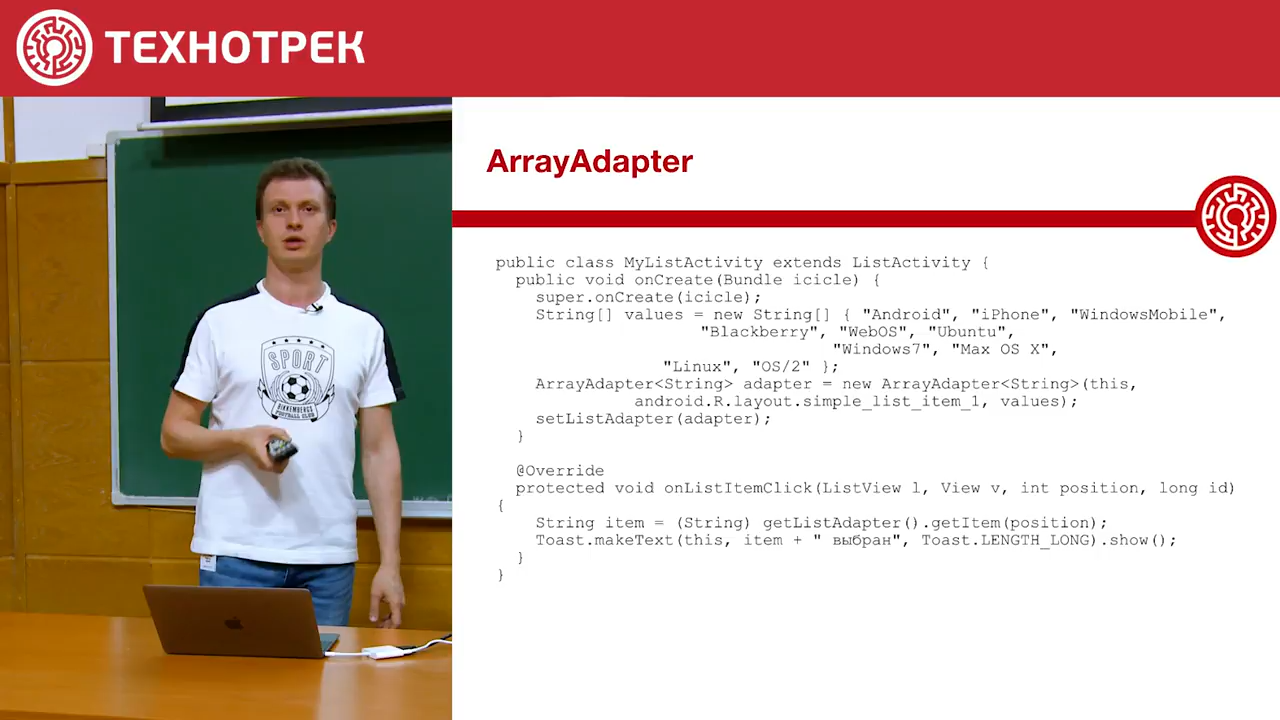 ТЕХНОТРЕК
ArrayAdapter
public class MyListActivity extends ListActivity {
public void onCreate(Bundle icicle) {
super.onCreate(icicle);
String[] values = new String[] { "Android", "iPhone", "WindowsMobile",
"Blackberry", "WebOS", "Ubuntu",
"Windows7", "Max OS X",
"Linux", "OS/2" };
ArrayAdapter<String> adapter = new ArrayAdapter<String>(this,
android.R.layout.simple_list_item_1, values);
setListAdapter(adapter);
}
@Override
protected void onListItemClick(ListView l, View v, int position, long id)
{
String item = (String) getListAdapter().getItem(position);
Toast.makeText(this, item + " выбран", Toast.LENGTH_LONG).show();
}
}
SPORT
BIKKEMBERGS
FOOTBALL CLUB